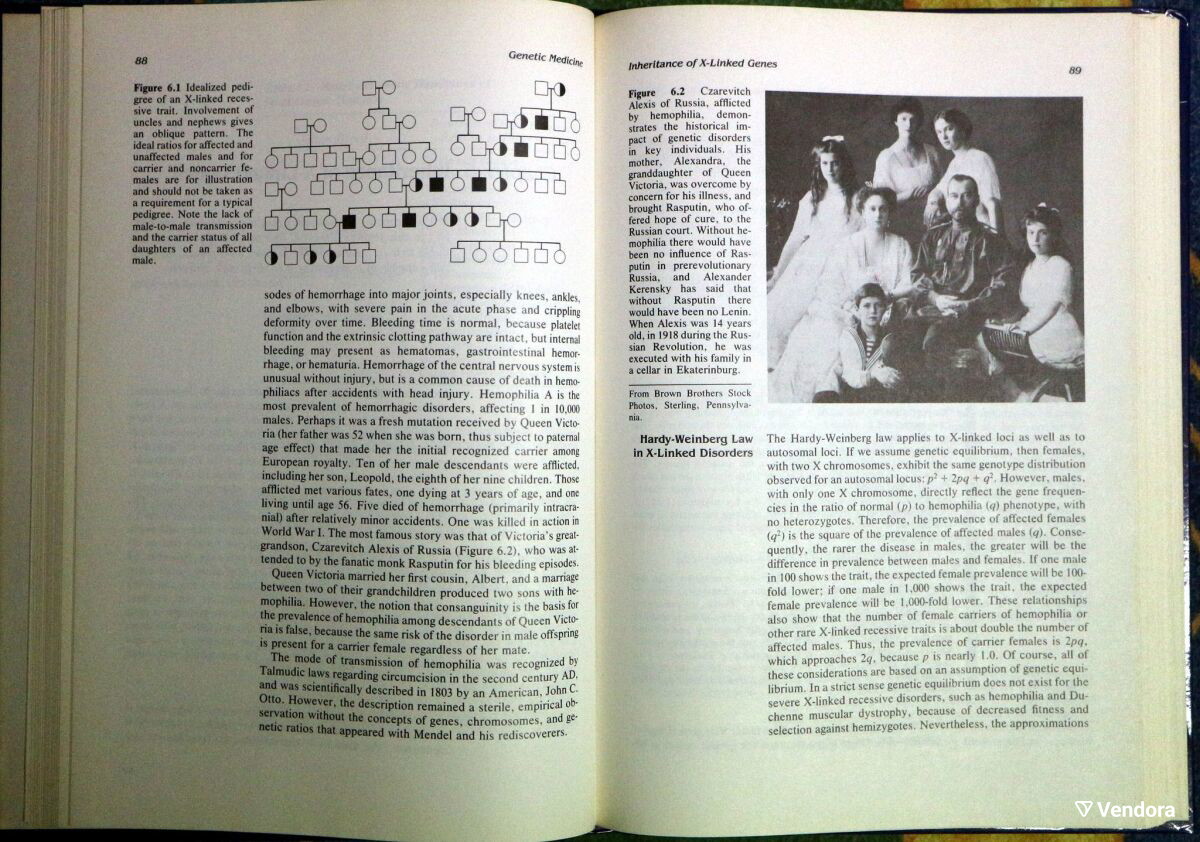 88
Genetic Medicine
Figure 6.1 Idealized pedi-
gree of an X-linked reces-
sive trait. Involvement of
uncles and nephews gives
an oblique pattern. The
ideal ratios for affected and
unaffected males and for
carrier and noncarrier fe-
males are for illustration
and should not be taken as
a requirement for a typical
pedigree. Note the lack of
male-to-male transmission
and the carrier status of all
daughters of an affected
male.
sodes of hemorrhage into major joints, especially knees, ankles,
and elbows, with severe pain in the acute phase and crippling
deformity over time. Bleeding time is normal, because platelet
function and the extrinsic clotting pathway are intact, but internal
bleeding may present as hematomas, gastrointestinal hemor-
rhage, or hematuria. Hemorrhage of the central nervous system is
unusual without injury, but is a common cause of death in hemo-
philiacs after accidents with head injury. Hemophilia A is the
most prevalent of hemorrhagic disorders, affecting 1 in 10,000
males. Perhaps it was a fresh mutation received by Queen Victo-
ria (her father was 52 when she was born, thus subject to paternal
age effect) that made her the initial recognized carrier among
European royalty. Ten of her male descendants were afflicted,
including her son, Leopold, the eighth of her nine children. Those
afflicted met various fates, one dying at 3 years of age, and one
living until age 56. Five died of hemorrhage (primarily intracra-
nial) after relatively minor accidents. One was killed in action in
World War I. The most famous story was that of Victoria's great-
grandson, Czarevitch Alexis of Russia (Figure 6.2), who was at-
tended to by the fanatic monk Rasputin for his bleeding episodes.
Queen Victoria married her first cousin, Albert, and a marriage
between two of their grandchildren produced two sons with he-
mophilia. However, the notion that consanguinity is the basis for
the prevalence of hemophilia among descendants of Queen Victo-
ria is false, because the same risk of the disorder in male offspring
is present for a carrier female regardless of her mate.
The mode of transmission of hemophilia was recognized by
Talmudic laws regarding circumcision in the second century AD,
and was scientifically described in 1803 by an American, John C.
Otto. However, the description remained a sterile, empirical ob-
servation without the concepts of genes, chromosomes, and ge-
netic ratios that appeared with Mendel and his rediscoverers.
Inheritance of X-Linked Genes
89
Figure 6.2 Czarevitch
Alexis of Russia, afflicted
by hemophilia, demon-
strates the historical im-
pact of genetic disorders
in key individuals. His
mother, Alexandra, the
granddaughter of Queen
Victoria, was overcome by
concern for his illness, and
brought Rasputin, who of-
fered hope of cure, to the
Russian court. Without he-
mophilia there would have
been no influence of Ras-
putin in prerevolutionary
Russia, and Alexander
Kerensky has said that
without Rasputin there
would have been no Lenin.
When Alexis was 14 years
old, in 1918 during the Rus-
sian Revolution, he was
executed with his family in
a cellar in Ekaterinburg.
From Brown Brothers Stock
Photos, Sterling, Pennsylva-
nia.
Hardy-Weinberg Law
in X-Linked Disorders
The Hardy-Weinberg law applies to X-linked loci as well as to
autosomal loci. If we assume genetic equilibrium, then females,
with two X chromosomes, exhibit the same genotype distribution
observed for an autosomal locus: p² + 2pq + q². However, males,
with only one X chromosome, directly reflect the gene frequen-
cies in the ratio of normal (p) to hemophilia (q) phenotype, with
no heterozygotes. Therefore, the prevalence of affected females
(q²) is the square of the prevalence of affected males (q). Conse-
quently, the rarer the disease in males, the greater will be the
difference in prevalence between males and females. If one male
in 100 shows the trait, the expected female prevalence will be 100-
fold lower; if one male in 1,000 shows the trait, the expected
female prevalence will be 1,000-fold lower. These relationships
also show that the number of female carriers of hemophilia or
other rare X-linked recessive traits is about double the number of
affected males. Thus, the prevalence of carrier females is 2pq,
which approaches 2q, because p is nearly 1.0. Of course, all of
these considerations are based on an assumption of genetic equi-
librium. In a strict sense genetic equilibrium does not exist for the
severe X-linked recessive disorders, such as hemophilia and Du-
chenne muscular dystrophy, because of decreased fitness and
selection against hemizygotes. Nevertheless, the approximations
Vendora